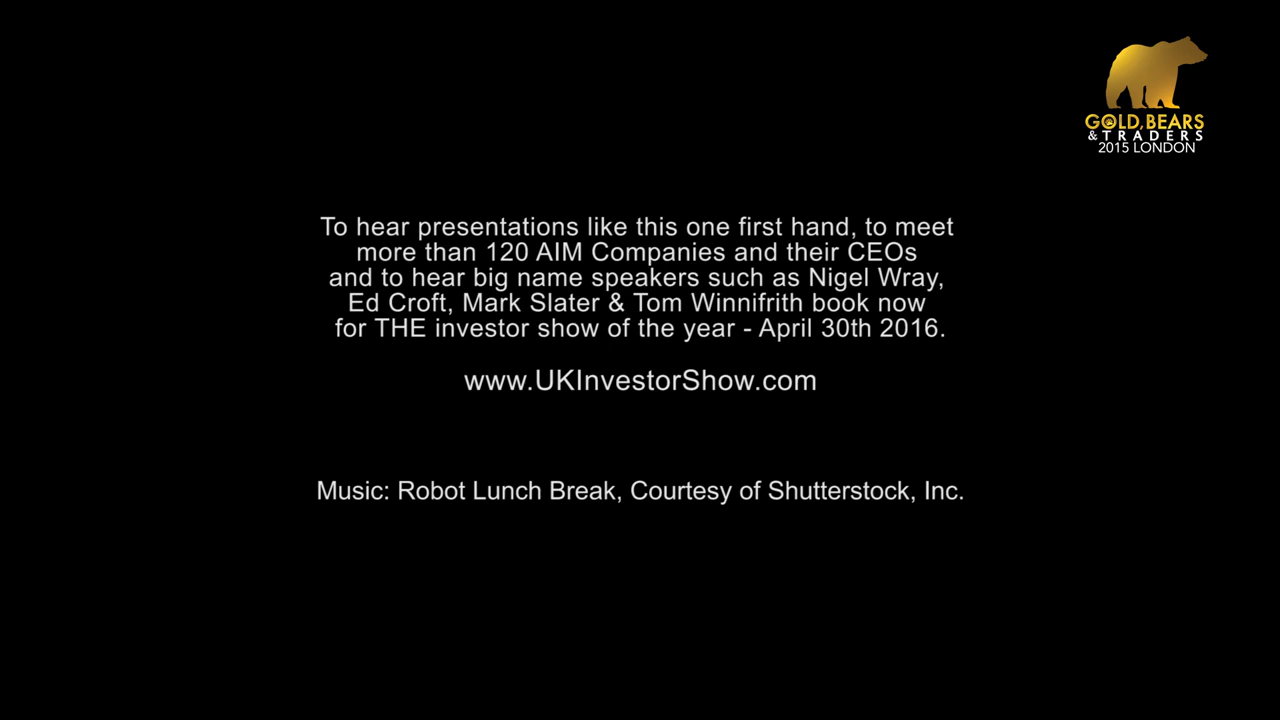 GOLD, BEARS
& TRADERS
2015 LONDON
To hear presentations like this one first hand, to meet
more than 120 AIM Companies and their CEOs
and to hear big name speakers such as Nigel Wray,
Ed Croft, Mark Slater & Tom Winnifrith book now
for THE investor show of the year - April 30th 2016.
www.UKInvestorShow.com
Music: Robot Lunch Break, Courtesy of Shutterstock, Inc.